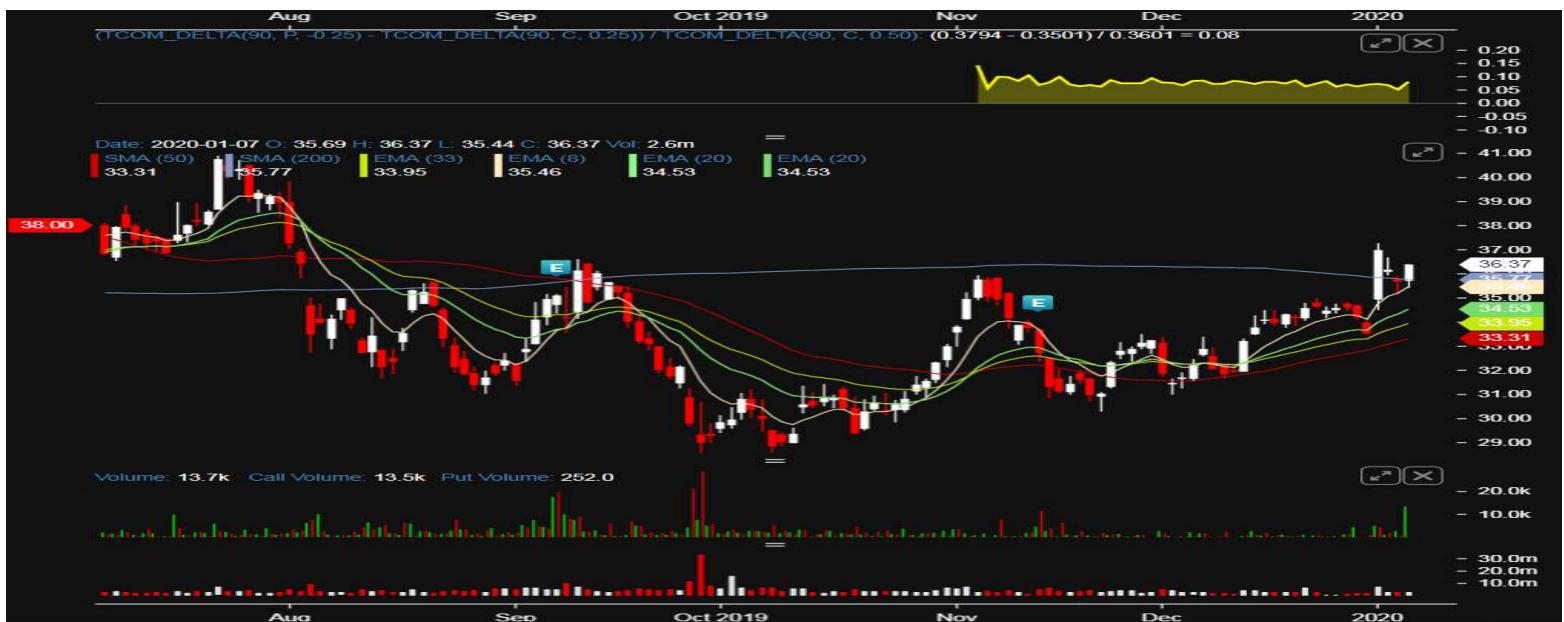 Aug Sep Oct 2019 Nov Dec 2020
(TCOM_DELTA(90, P, -0.25) - TCOM_DELTA(90, C, 0.25)) / TCOM_DELTA(90, C, 0.50): (0.3794 - 0.3501) / 0.3601 = 0.08
0.20
0.15
0.10
0.05
0.00
-0.05
-0.10
Date: 2020-01-07 O: 35.69 H: 36.37 L: 35.44 C: 36.37 Vol: 2.6m
SMA (50) SMA (200) EMA (33) EMA (8) EMA (20) EMA (20)
33.31 35.77 33.95 35.46 34.53 34.53
41.00
40.00
39.00
38.00 38.00
37.00
E
36.37
35.77
35.46
35.00
E
34.53
33.95
33.31
33.00
32.00
31.00
30.00
29.00
Volume: 13.7k Call Volume: 13.5k Put Volume: 252.0
20.0k
10.0k
30.0m
20.0m
10.0m
Aug Sep Oct 2019 Nov Dec 2020